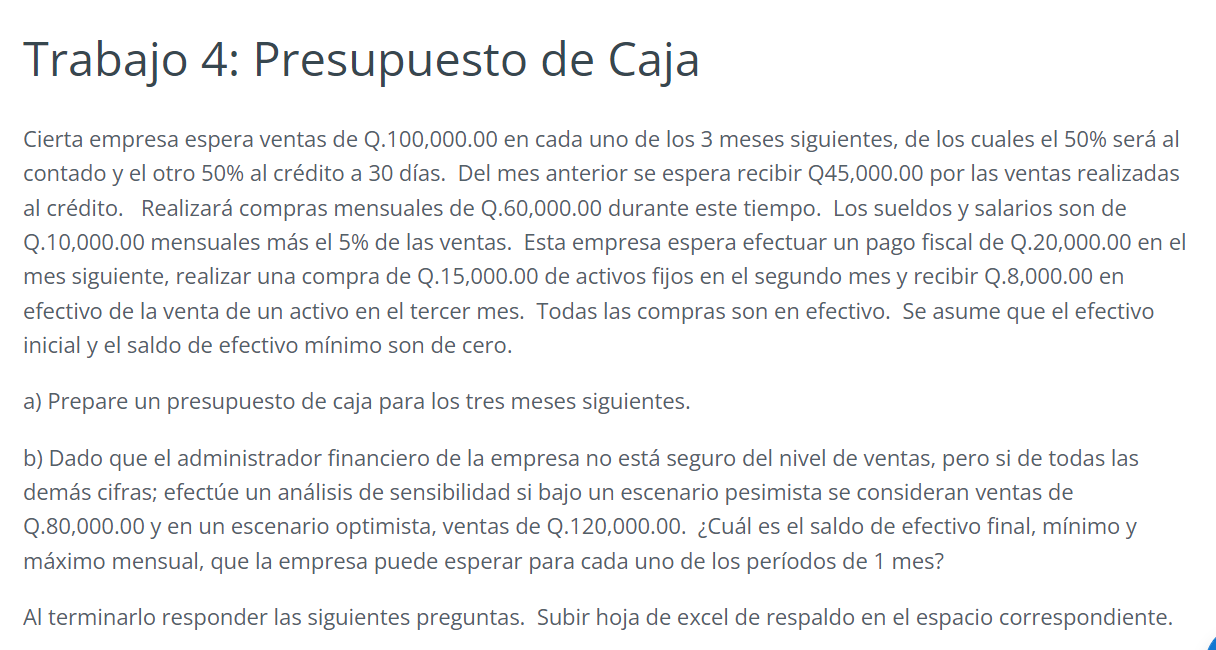 Trabajo 4: Presupuesto de Caja
Cierta empresa espera ventas de Q.100,000.00 en cada uno de los 3 meses siguientes, de los cuales el 50% será al
contado y el otro 50% al crédito a 30 días.  Del mes anterior se espera recibir Q45,000.00 por las ventas realizadas
al crédito.   Realizará compras mensuales de Q.60,000.00 durante este tiempo.  Los sueldos y salarios son de
Q.10,000.00 mensuales más el 5% de las ventas.  Esta empresa espera efectuar un pago fiscal de Q.20,000.00 en el
mes siguiente, realizar una compra de Q.15,000.00 de activos fijos en el segundo mes y recibir Q.8,000.00 en
efectivo de la venta de un activo en el tercer mes.  Todas las compras son en efectivo.  Se asume que el efectivo
inicial y el saldo de efectivo mínimo son de cero.
a) Prepare un presupuesto de caja para los tres meses siguientes.
b) Dado que el administrador financiero de la empresa no está seguro del nivel de ventas, pero si de todas las
demás cifras; efectúe un análisis de sensibilidad si bajo un escenario pesimista se consideran ventas de
Q.80,000.00 y en un escenario optimista, ventas de Q.120,000.00.  ¿Cuál es el saldo de efectivo final, mínimo y
máximo mensual, que la empresa puede esperar para cada uno de los períodos de 1 mes?
Al terminarlo responder las siguientes preguntas.  Subir hoja de excel de respaldo en el espacio correspondiente.